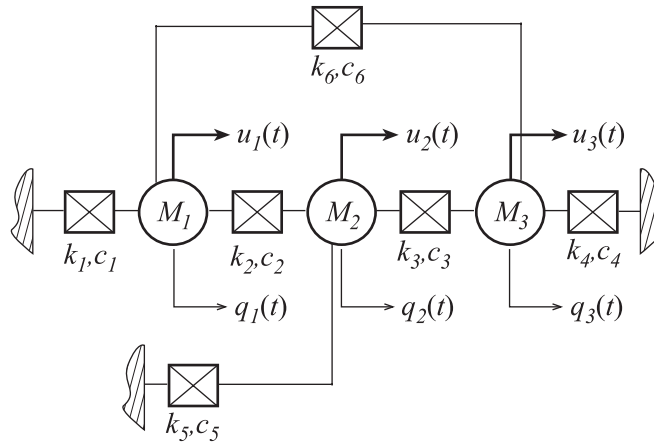 k6,c6
u1(t) u2(t) u3(t)
M1 M2 M3
k1,c1 k2,c2 k3,c3 k4,c4
q1(t) q2(t) q3(t)
k5,c5